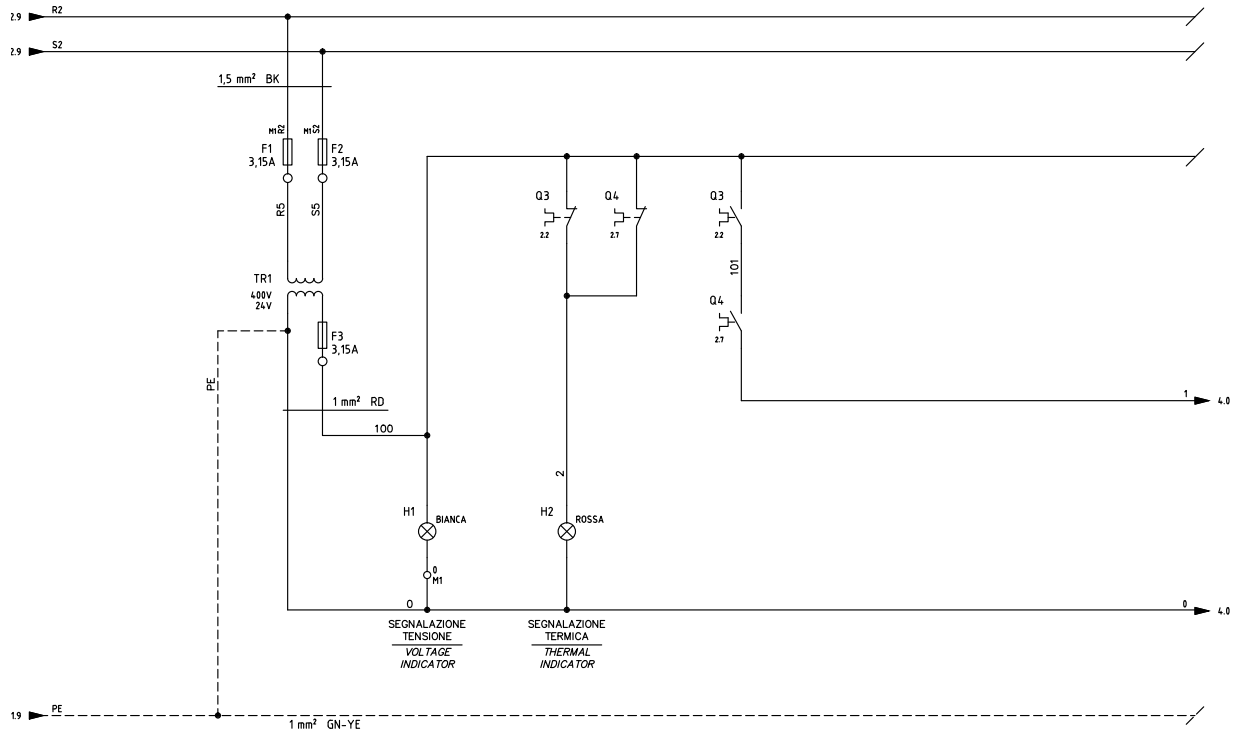 2.9 R2
2.9 S2
1,5 mm² BK
M1 R2 M1 S2
F1 F2
3,15A 3,15A
R5 S5
Q3 Q4 Q3
2.2 2.7 2.2
101
TR1
400V
24V
Q4
2.7
F3
3,15A
PE
1 mm² RD
1 4.0
100
2
H1 BIANCA
H2 ROSSA
0
M1
0
0 4.0
SEGNALAZIONE
TENSIONE
VOLTAGE
INDICATOR
SEGNALAZIONE
TERMICA
THERMAL
INDICATOR
1.9 PE
1 mm² GN-YE